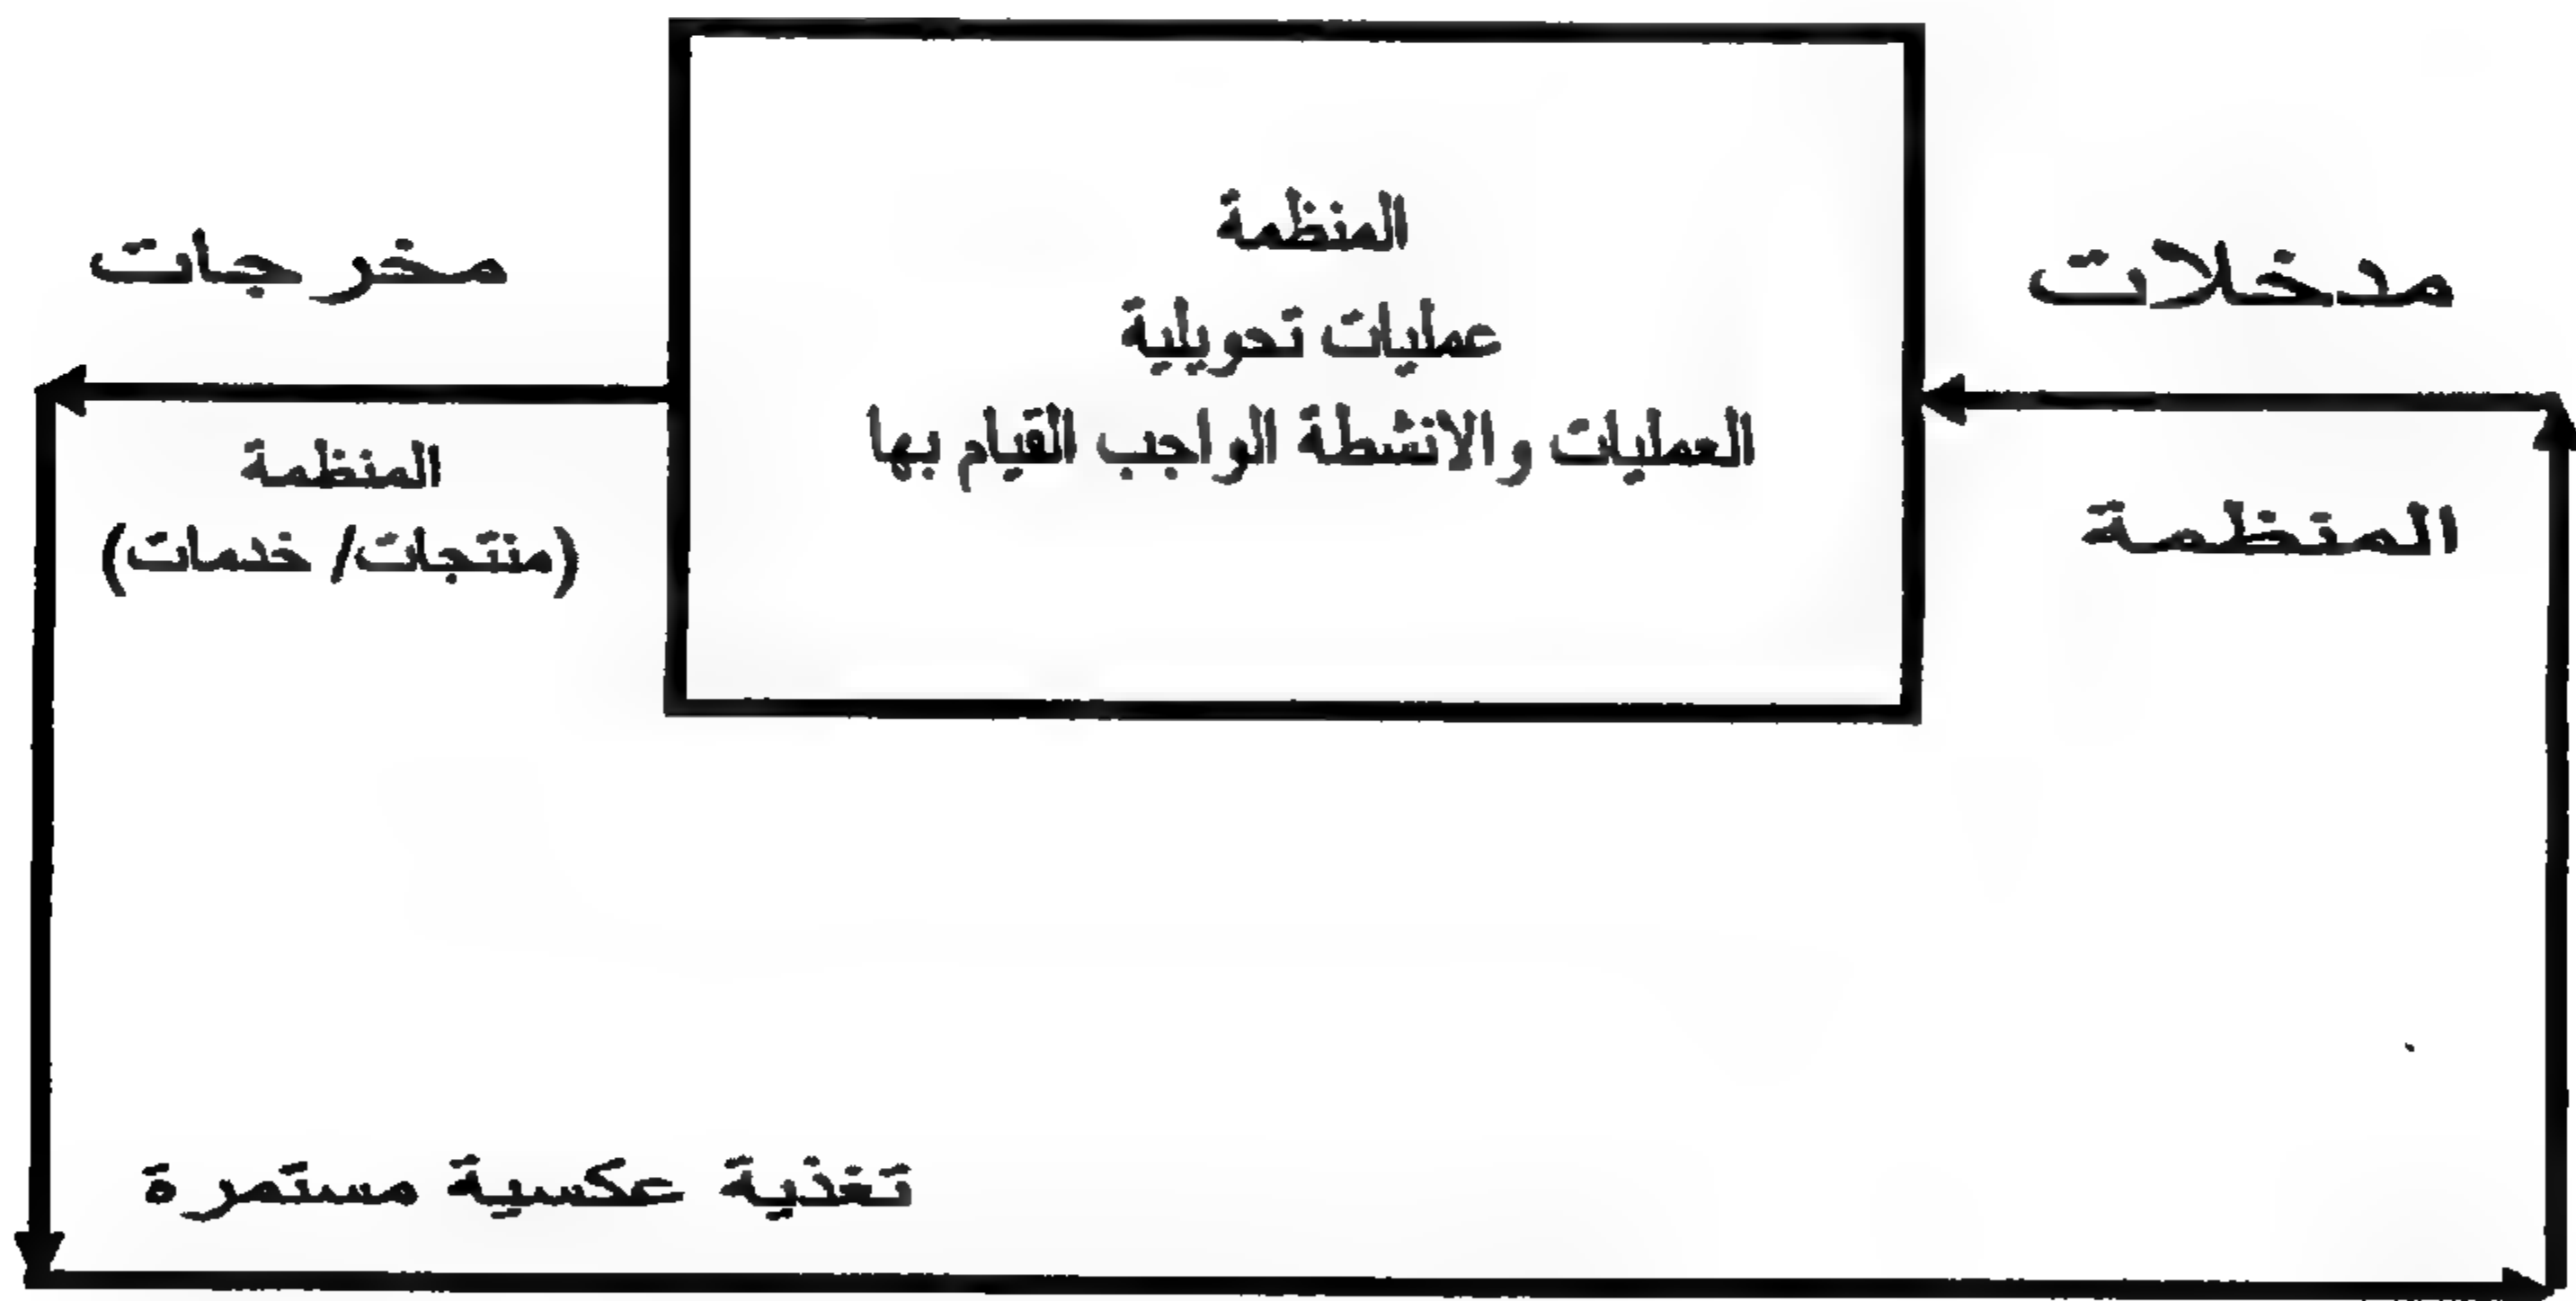 مدخلات
المنظمة
المنظمة
عمليات تحويلية
العمليات والانشطة الواجب القيام بها
مخرجات
المنظمة
(منتجات/ خدمات)
تغذية عكسية مستمرة